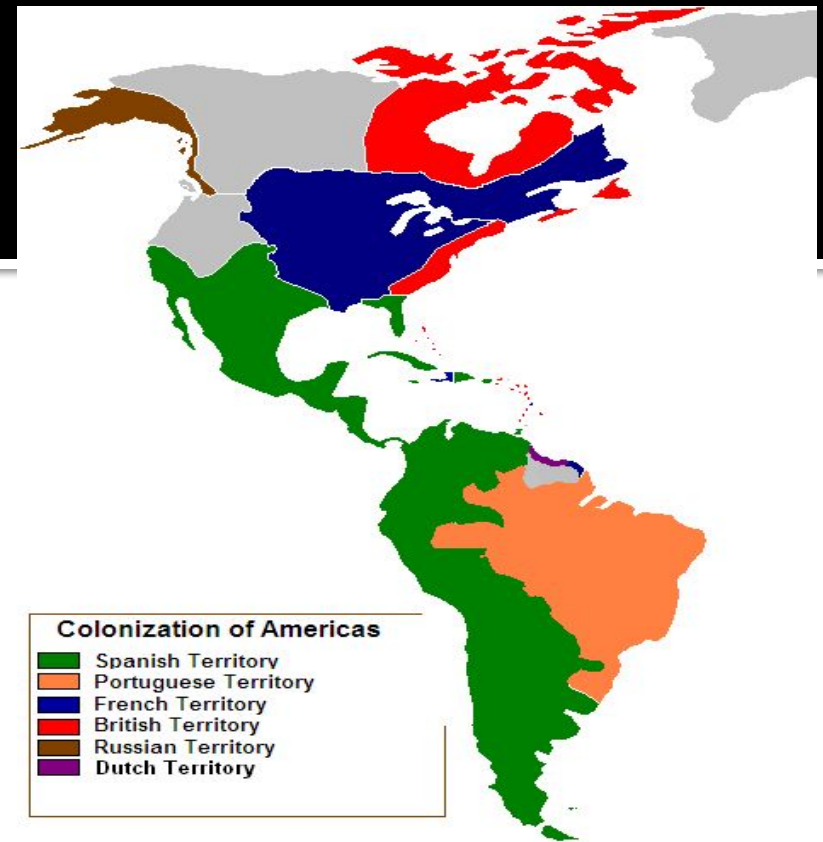 Colonization of Americas
Spanish Territory
Portuguese Territory
French Territory
British Territory
Russian Territory
Dutch Territory